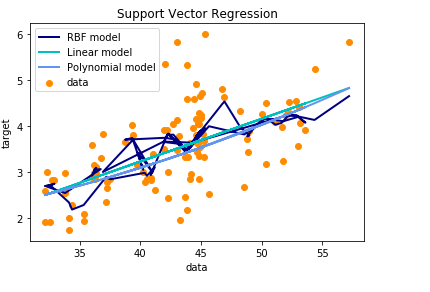 Support Vector Regression
RBF model
Linear model
Polynomial model
data
6
5
4
3
2
target
35 40 45 50 55
data